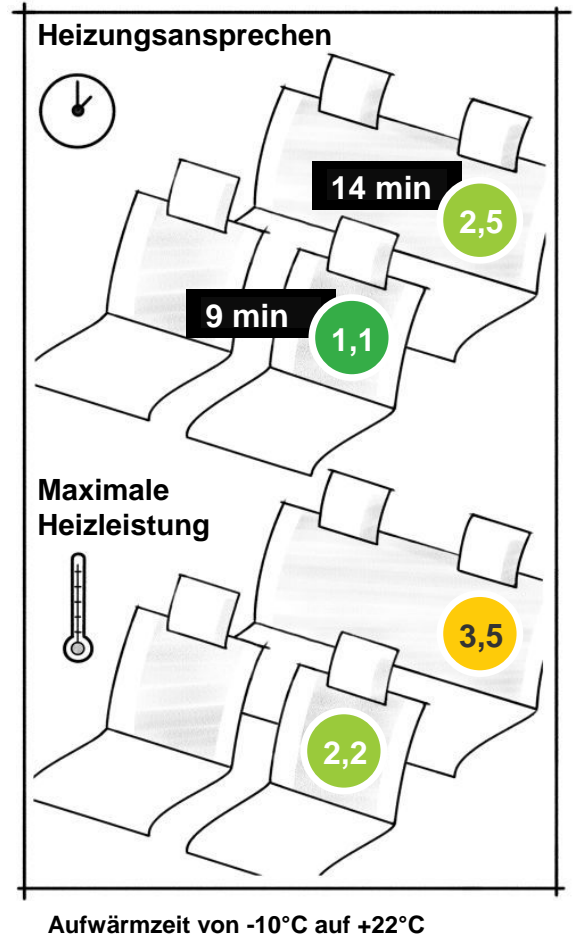 Heizungsansprechen
14 min
2,5
9 min
1,1
Maximale
Heizleistung
3,5
2,2
Aufwärmzeit von -10°C auf +22°C